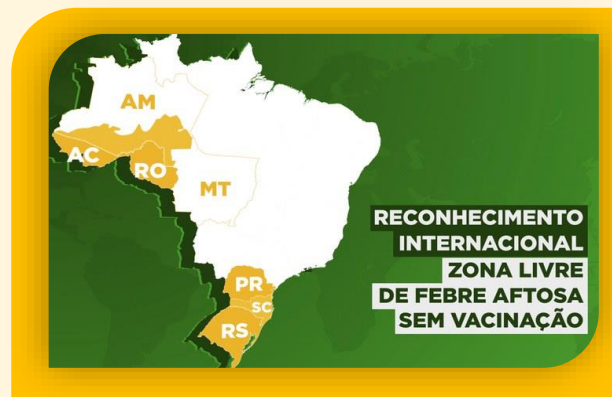 AM
AC
RO
MT
PR
SC
RS
RECONHECIMENTO
INTERNACIONAL
ZONA LIVRE
DE FEBRE AFTOSA
SEM VACINAÇÃO